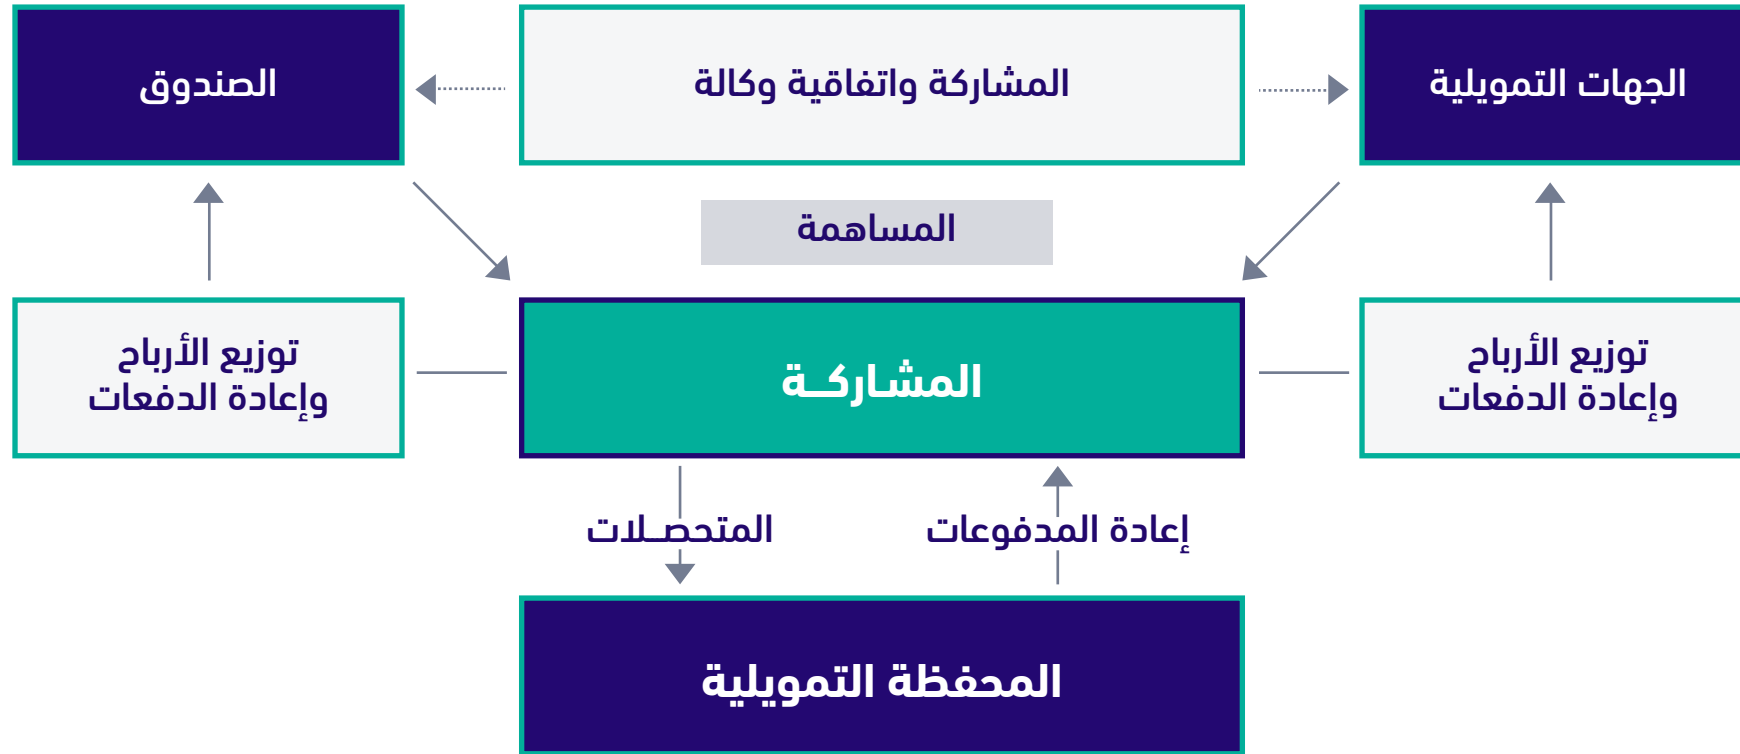 الجهات التمويلية
المشاركة واتفاقية وكالة
الصندوق
المساهمة
توزيع الأرباح
وإعادة الدفعات
المشـاركــة
توزيع الأرباح
وإعادة الدفعات
إعادة المدفوعات
المتحصـلات
المحفظة التمويلية